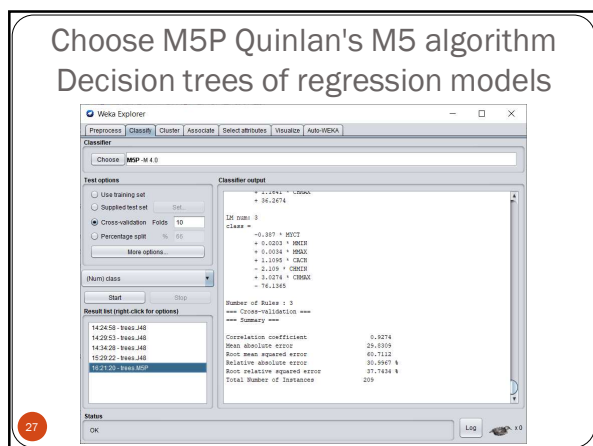 Choose M5P Quinlan's M5 algorithm
Decision trees of regression models
Weka Explorer
Preprocess Classify Cluster Associate Select attributes Visualize Auto-WEKA
Classifier
Choose M5P -M 4.0
Test options
Use training set
Supplied test set Set...
Cross-validation Folds 10
Percentage split % 66
More options...
(Num) class
Start Stop
Result list (right-click for options)
14:24:58 - trees.J48
14:29:53 - trees.J48
14:34:28 - trees.J48
15:29:22 - trees.J48
16:21:20 - trees.M5P
Classifier output
+ 36.2674
LM num: 3
class =
-0.387 * MYCT
+ 0.0203 * MMIN
+ 0.0034 * MMAX
+ 1.1095 * CACH
- 2.109 * CHMIN
+ 3.0274 * CHMAX
- 76.1365
Number of Rules : 3
=== Cross-validation ===
=== Summary ===
Correlation coefficient 0.9274
Mean absolute error 29.8309
Root mean squared error 60.7112
Relative absolute error 30.9967 %
Root relative squared error 37.7434 %
Total Number of Instances 209
Status
OK
Log x 0
27